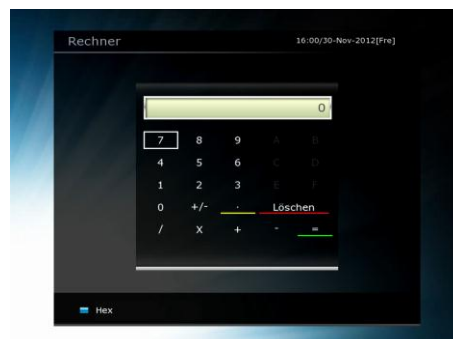 Rechner 16:00/30-Nov-2012[Fre]
0
7 8 9 A B
4 5 6 C D
1 2 3 E F
0 +/- . Löschen
/ X + - =
Hex